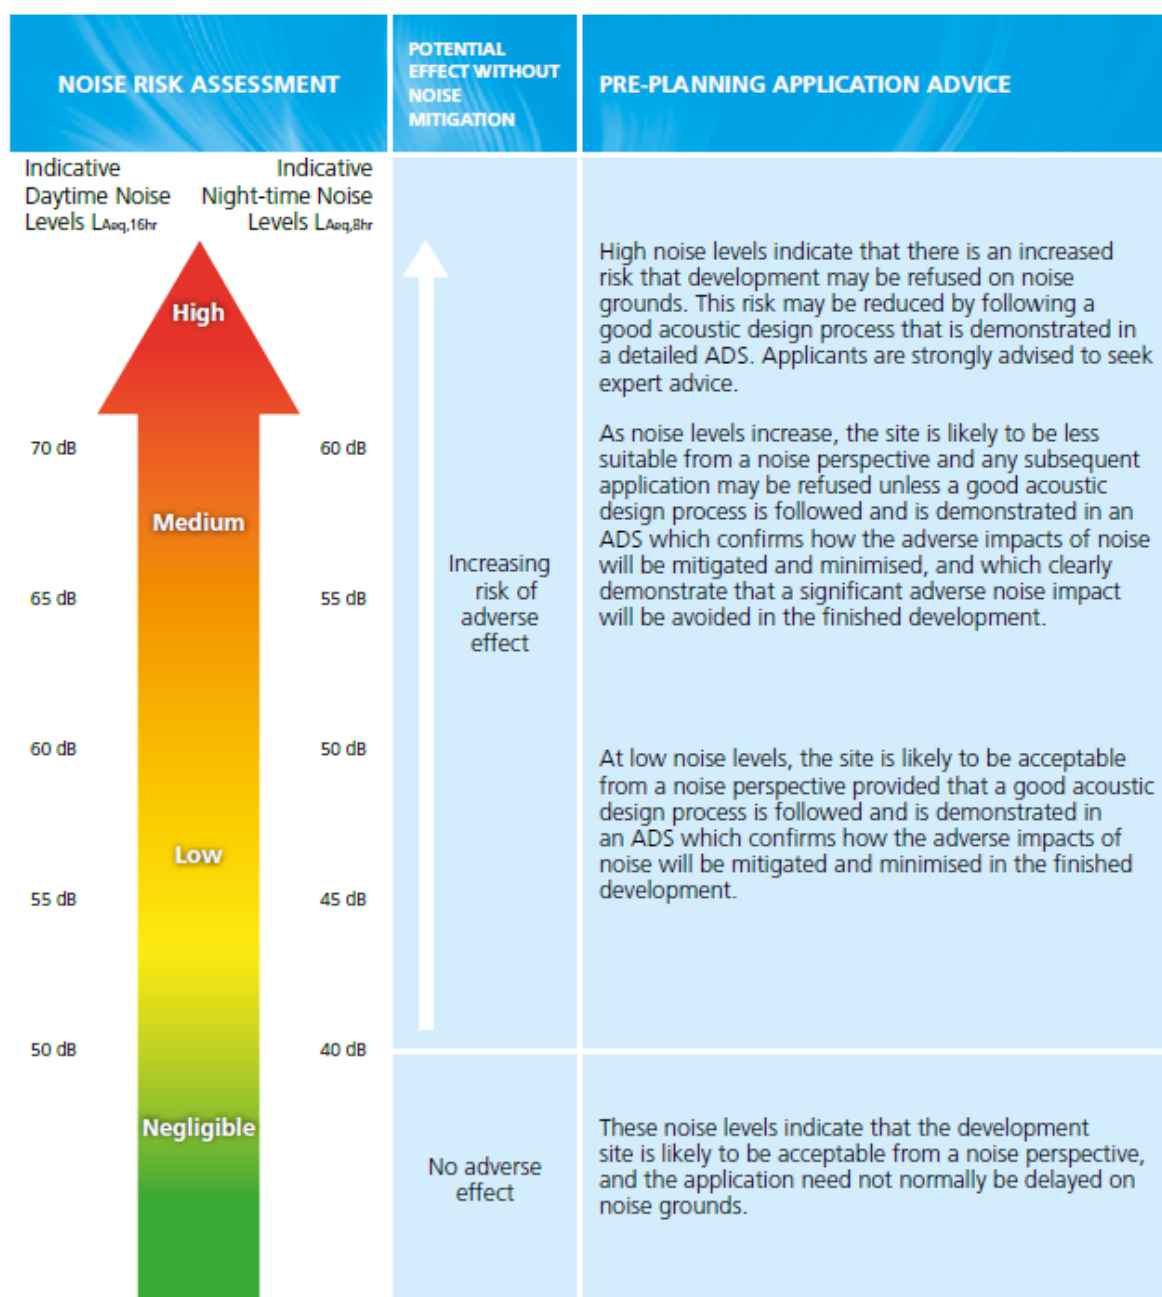 NOISE RISK ASSESSMENT
POTENTIAL
EFFECT WITHOUT
NOISE
MITIGATION
PRE-PLANNING APPLICATION ADVICE
Indicative
Daytime Noise
Levels LAeq,16hr
Indicative
Night-time Noise
Levels LAeq,8hr
High
70 dB
60 dB
Medium
65 dB
55 dB
60 dB
50 dB
Low
55 dB
45 dB
50 dB
40 dB
Negligible
Increasing
risk of
adverse
effect
No adverse
effect
High noise levels indicate that there is an increased
risk that development may be refused on noise
grounds. This risk may be reduced by following a
good acoustic design process that is demonstrated in
a detailed ADS. Applicants are strongly advised to seek
expert advice.
As noise levels increase, the site is likely to be less
suitable from a noise perspective and any subsequent
application may be refused unless a good acoustic
design process is followed and is demonstrated in an
ADS which confirms how the adverse impacts of noise
will be mitigated and minimised, and which clearly
demonstrate that a significant adverse noise impact
will be avoided in the finished development.
At low noise levels, the site is likely to be acceptable
from a noise perspective provided that a good acoustic
design process is followed and is demonstrated in
an ADS which confirms how the adverse impacts of
noise will be mitigated and minimised in the finished
development.
These noise levels indicate that the development
site is likely to be acceptable from a noise perspective,
and the application need not normally be delayed on
noise grounds.